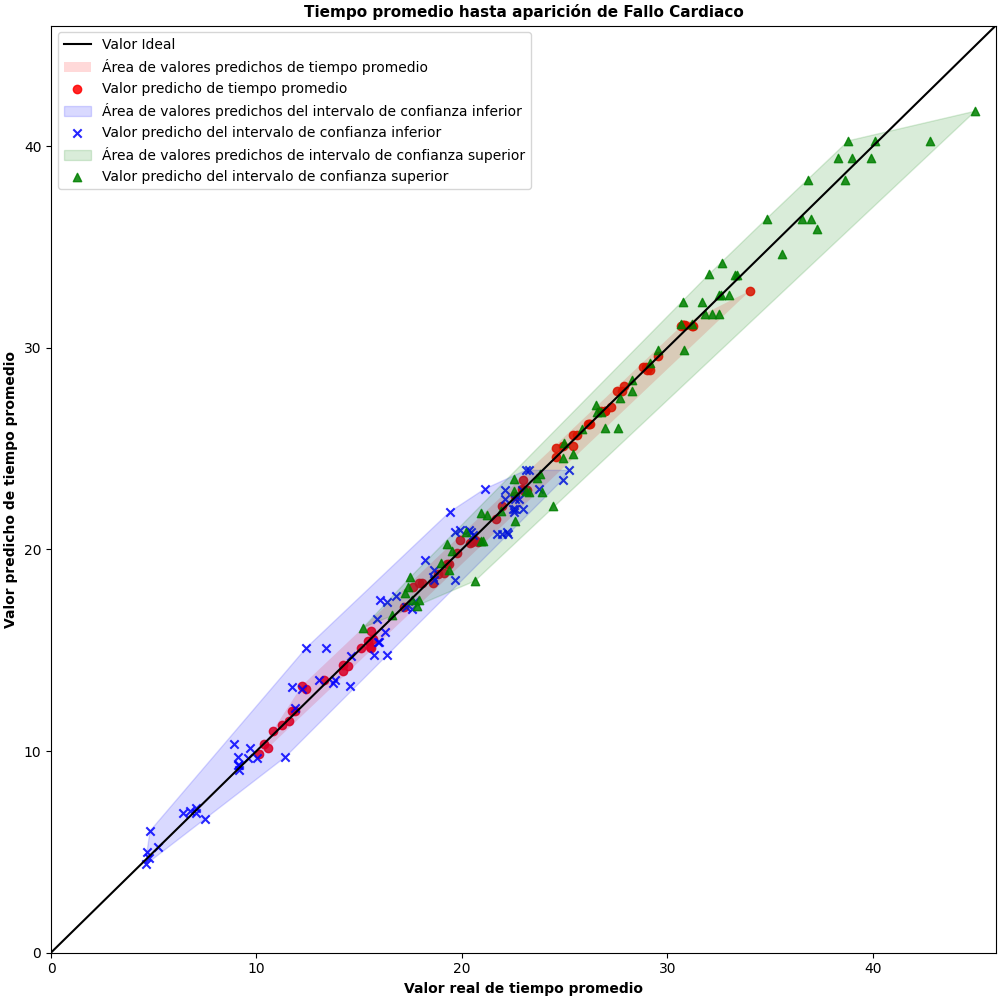 Tiempo promedio hasta aparición de Fallo Cardiaco
Valor Ideal
Área de valores predichos de tiempo promedio
Valor predicho de tiempo promedio
Área de valores predichos del intervalo de confianza inferior
Valor predicho del intervalo de confianza inferior
Área de valores predichos de intervalo de confianza superior
Valor predicho del intervalo de confianza superior
Valor predicho de tiempo promedio
40
30
20
10
0
0 10 20 30 40
Valor real de tiempo promedio